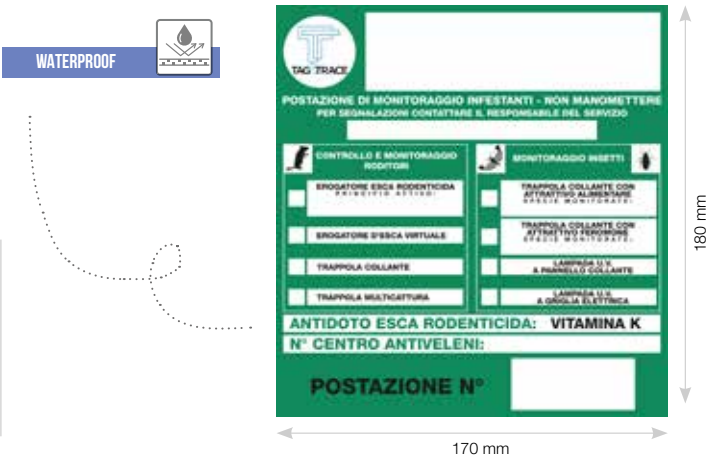 WATERPROOF
TAG TRACE
POSTAZIONE DI MONITORAGGIO INFESTANTI - NON MANOMETTERE
PER SEGNALAZIONI CONTATTARE IL RESPONSABILE DEL SERVIZIO
CONTROLLO E MONITORAGGIO
RODITORI
EROGATORE ESCA RODENTICIDA
PRINCIPIO ATTIVO:
EROGATORE D'ESCA VIRTUALE
TRAPPOLA COLLANTE
TRAPPOLA MULTICATTURA
MONITORAGGIO INSETTI
TRAPPOLA COLLANTE CON
ATTRATTIVO ALIMENTARE
SPECIE MONITORATE:
TRAPPOLA COLLANTE CON
ATTRATTIVO FEROMONE
SPECIE MONITORATE:
LAMPADA U.V.
A PANNELLO COLLANTE
LAMPADA U.V.
A GRIGLIA ELETTRICA
ANTIDOTO ESCA RODENTICIDA: VITAMINA K
N° CENTRO ANTIVELENI:
POSTAZIONE N°
180 mm
170 mm